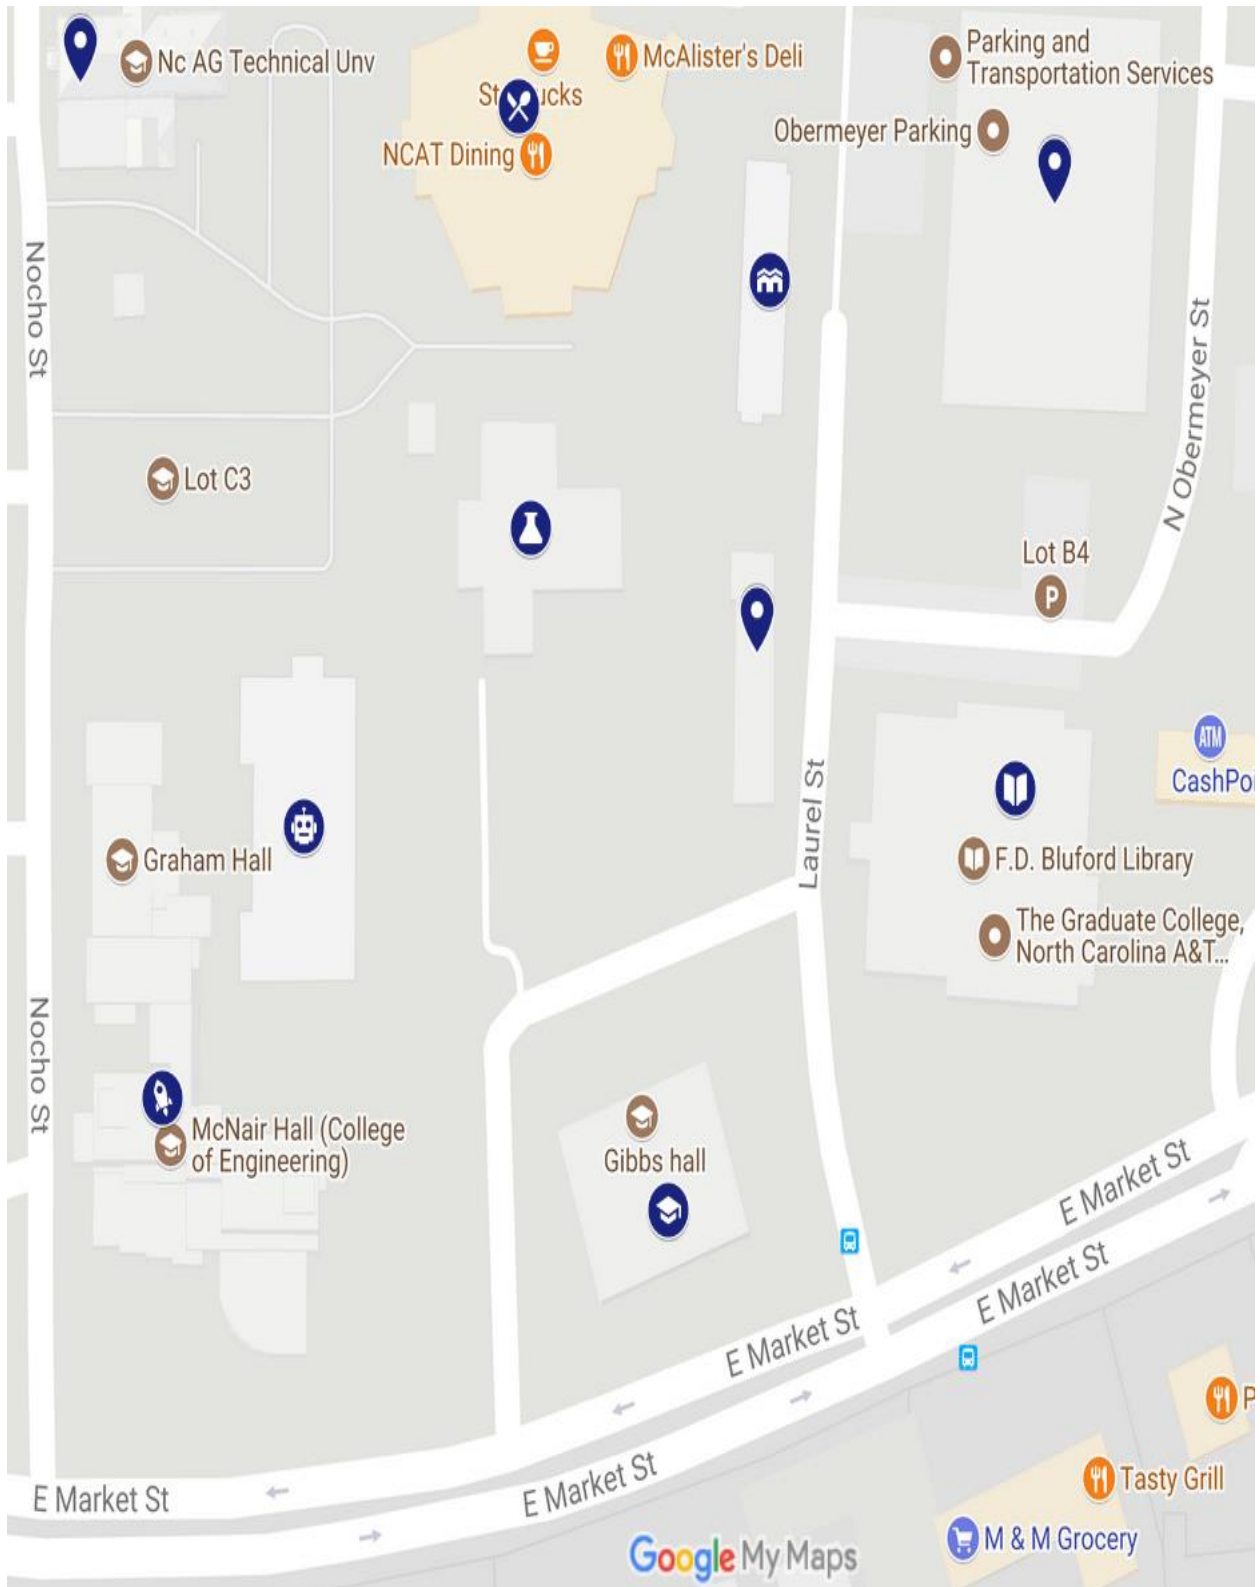 Nc AG Technical Unv
Starbucks
McAlister's Deli
NCAT Dining
Parking and
Transportation Services
Obermeyer Parking
Nocho St
N Obermeyer St
Lot C3
Lot B4
P
Laurel St
ATM
CashPoi
Graham Hall
F.D. Bluford Library
The Graduate College,
North Carolina A&T...
Nocho St
McNair Hall (College
of Engineering)
Gibbs hall
E Market St
E Market St
E Market St
P
E Market St
E Market St
Tasty Grill
M & M Grocery
Google My Maps